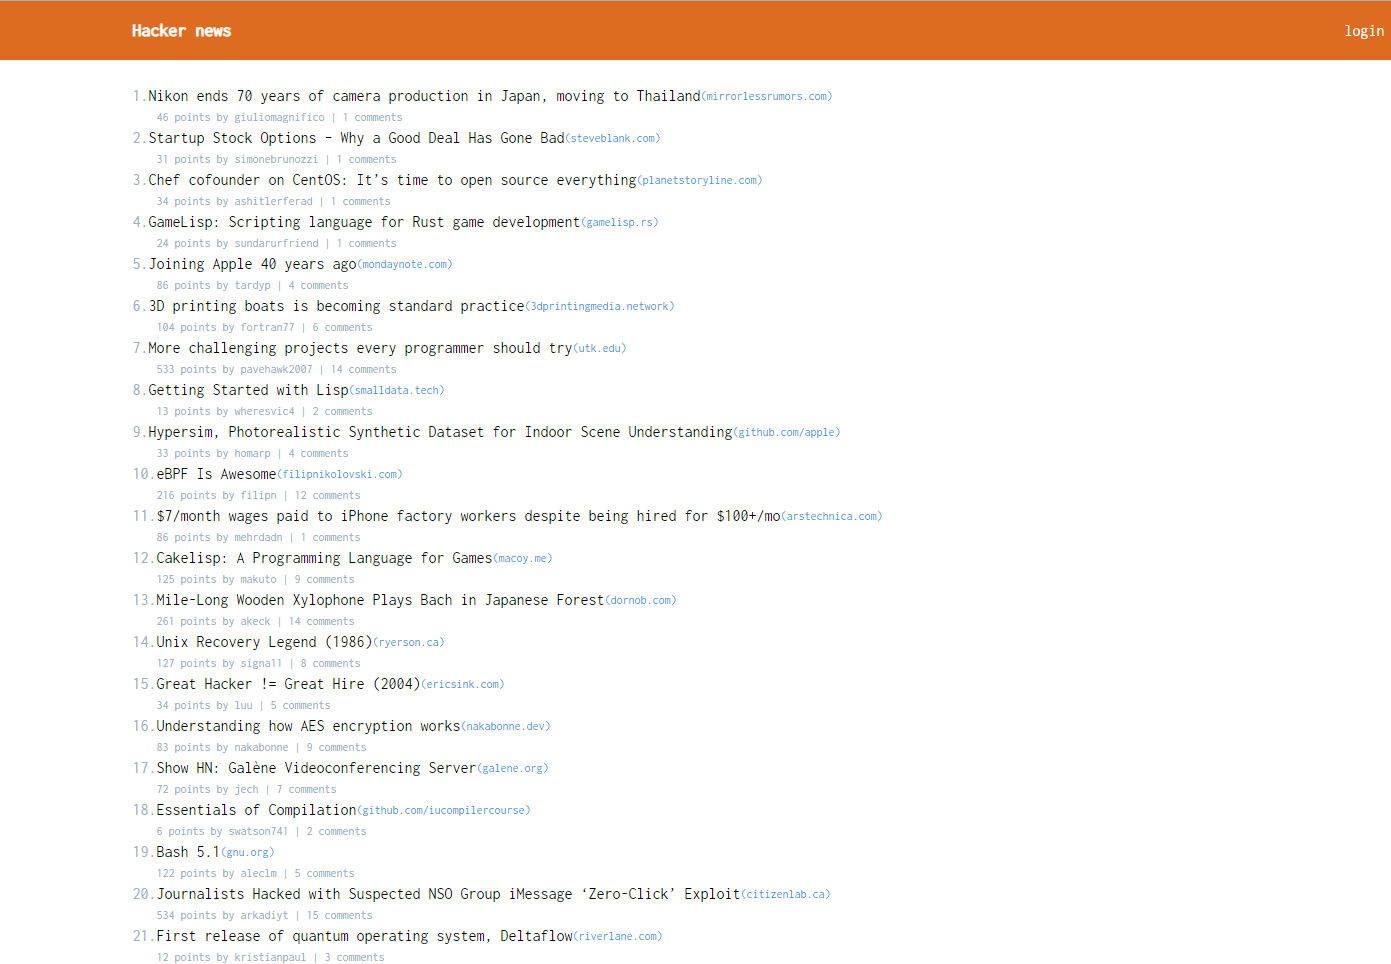 Hacker news
login
1.Nikon ends 70 years of camera production in Japan, moving to Thailand(mirrorlessrumors.com)
46 points by giuliomagnifico | 1 comments
2.Startup Stock Options – Why a Good Deal Has Gone Bad(steveblank.com)
31 points by simonebrunozzi | 1 comments
3.Chef cofounder on CentOS: It’s time to open source everything(planetstoryline.com)
34 points by ashitlerferad | 1 comments
4.GameLisp: Scripting language for Rust game development(gamelisp.rs)
24 points by sundarurfriend | 1 comments
5.Joining Apple 40 years ago(mondaynote.com)
86 points by tardyp | 4 comments
6.3D printing boats is becoming standard practice(3dprintingmedia.network)
104 points by fortran77 | 6 comments
7.More challenging projects every programmer should try(utk.edu)
533 points by pavehawk2007 | 14 comments
8.Getting Started with Lisp(smalldata.tech)
13 points by wheresvic4 | 2 comments
9.Hypersim, Photorealistic Synthetic Dataset for Indoor Scene Understanding(github.com/apple)
33 points by homarp | 4 comments
10.eBPF Is Awesome(filipnikolovski.com)
216 points by filipn | 12 comments
11.$7/month wages paid to iPhone factory workers despite being hired for $100+/mo(arstechnica.com)
86 points by mehrdadn | 1 comments
12.Cakelisp: A Programming Language for Games(macoy.me)
125 points by makuto | 9 comments
13.Mile-Long Wooden Xylophone Plays Bach in Japanese Forest(dornob.com)
261 points by akeck | 14 comments
14.Unix Recovery Legend (1986)(ryerson.ca)
127 points by signa11 | 8 comments
15.Great Hacker != Great Hire (2004)(ericsink.com)
34 points by luu | 5 comments
16.Understanding how AES encryption works(nakabonne.dev)
83 points by nakabonne | 9 comments
17.Show HN: Galène Videoconferencing Server(galene.org)
72 points by jech | 7 comments
18.Essentials of Compilation(github.com/iucompilercourse)
6 points by swatson741 | 2 comments
19.Bash 5.1(gnu.org)
122 points by aleclm | 5 comments
20.Journalists Hacked with Suspected NSO Group iMessage ‘Zero-Click’ Exploit(citizenlab.ca)
534 points by arkadiyt | 15 comments
21.First release of quantum operating system, Deltaflow(riverlane.com)
12 points by kristianpaul | 3 comments